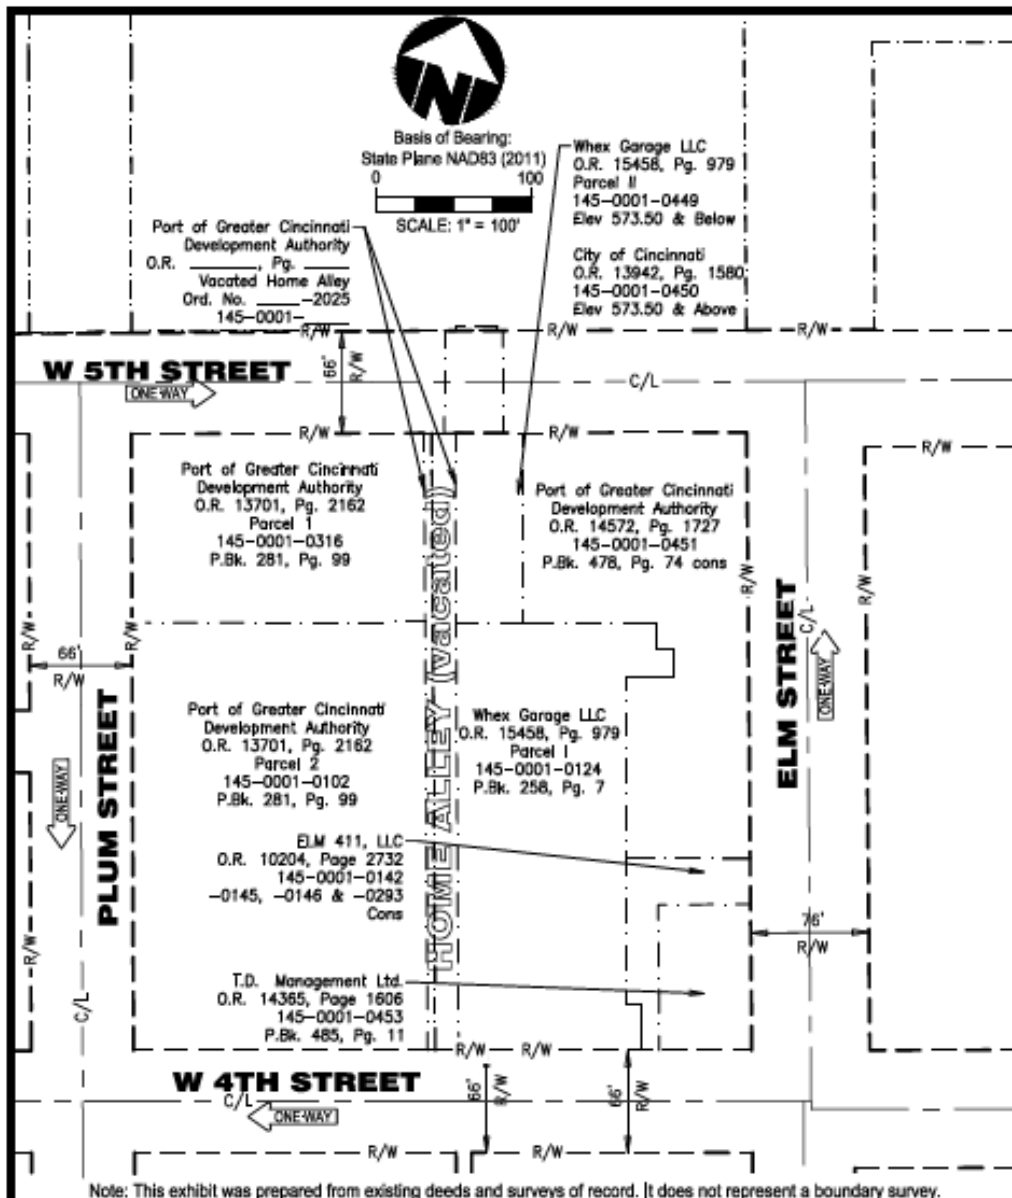 N
Basis of Bearing:
State Plane NAD83 (2011)
0 100
SCALE: 1" = 100'
Whex Garage LLC
O.R. 15458, Pg. 979
Parcel II
145-0001-0449
Elev 573.50 & Below
City of Cincinnati
O.R. 13942, Pg. 1580
145-0001-0450
Elev 573.50 & Above
Port of Greater Cincinnati
Development Authority
O.R. ______, Pg. ____
Vacated Home Alley
Ord. No. ____-2025
145-0001-____
R/W
R/W
R/W
W 5TH STREET
ONE-WAY
66'
R/W
C/L
R/W
R/W
R/W
Port of Greater Cincinnati
Development Authority
O.R. 13701, Pg. 2162
Parcel 1
145-0001-0316
P.Bk. 281, Pg. 99
Port of Greater Cincinnati
Development Authority
O.R. 14572, Pg. 1727
145-0001-0451
P.Bk. 478, Pg. 74 cons
HOME ALLEY (vacated)
R/W
R/W
R/W
R/W
66'
R/W
PLUM STREET
ONE-WAY
R/W
C/L
ELM STREET
C/L
ONE-WAY
Port of Greater Cincinnati
Development Authority
O.R. 13701, Pg. 2162
Parcel 2
145-0001-0102
P.Bk. 281, Pg. 99
Whex Garage LLC
O.R. 15458, Pg. 979
Parcel I
145-0001-0124
P.Bk. 258, Pg. 7
ELM 411, LLC
O.R. 10204, Page 2732
145-0001-0142
-0145, -0146 & -0293
Cons
76'
R/W
T.D. Management Ltd.
O.R. 14365, Page 1606
145-0001-0453
P.Bk. 485, Pg. 11
R/W
R/W
W 4TH STREET
C/L
ONE-WAY
66'
R/W
66'
R/W
R/W
R/W
Note: This exhibit was prepared from existing deeds and surveys of record. It does not represent a boundary survey.